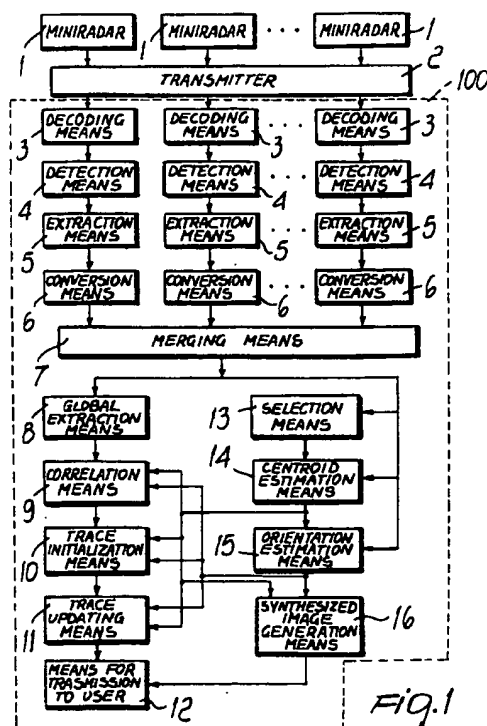 MINIRADAR MINIRADAR . . . MINIRADAR 1
1 1
TRANSMITTER 2
100
DECODING MEANS DECODING MEANS . . . DECODING MEANS
3 3 3
DETECTION MEANS DETECTION MEANS . . . DETECTION MEANS
4 4 4
EXTRACTION MEANS EXTRACTION MEANS . . . EXTRACTION MEANS
5 5 5
CONVERSION MEANS CONVERSION MEANS . . . CONVERSION MEANS
6 6 6
MERGING MEANS
7
8 GLOBAL EXTRACTION MEANS
13 SELECTION MEANS
9 CORRELATION MEANS
14 CENTROID ESTIMATION MEANS
10 TRACE INITIALIZATION MEANS
15 ORIENTATION ESTIMATION MEANS
11 TRACE UPDATING MEANS
SYNTHESIZED IMAGE GENERATION MEANS 16
MEANS FOR TRASMISSION TO USER 12
Fig.1